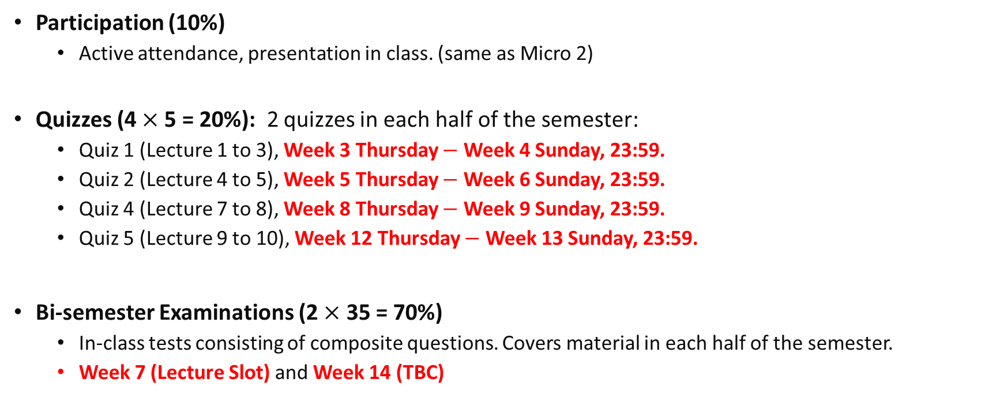 • Participation (10%)
• Active attendance, presentation in class. (same as Micro 2)
• Quizzes (4 × 5 = 20%): 2 quizzes in each half of the semester:
• Quiz 1 (Lecture 1 to 3), Week 3 Thursday – Week 4 Sunday, 23:59.
• Quiz 2 (Lecture 4 to 5), Week 5 Thursday – Week 6 Sunday, 23:59.
• Quiz 4 (Lecture 7 to 8), Week 8 Thursday – Week 9 Sunday, 23:59.
• Quiz 5 (Lecture 9 to 10), Week 12 Thursday – Week 13 Sunday, 23:59.
• Bi-semester Examinations (2 × 35 = 70%)
• In-class tests consisting of composite questions. Covers material in each half of the semester.
• Week 7 (Lecture Slot) and Week 14 (TBC)